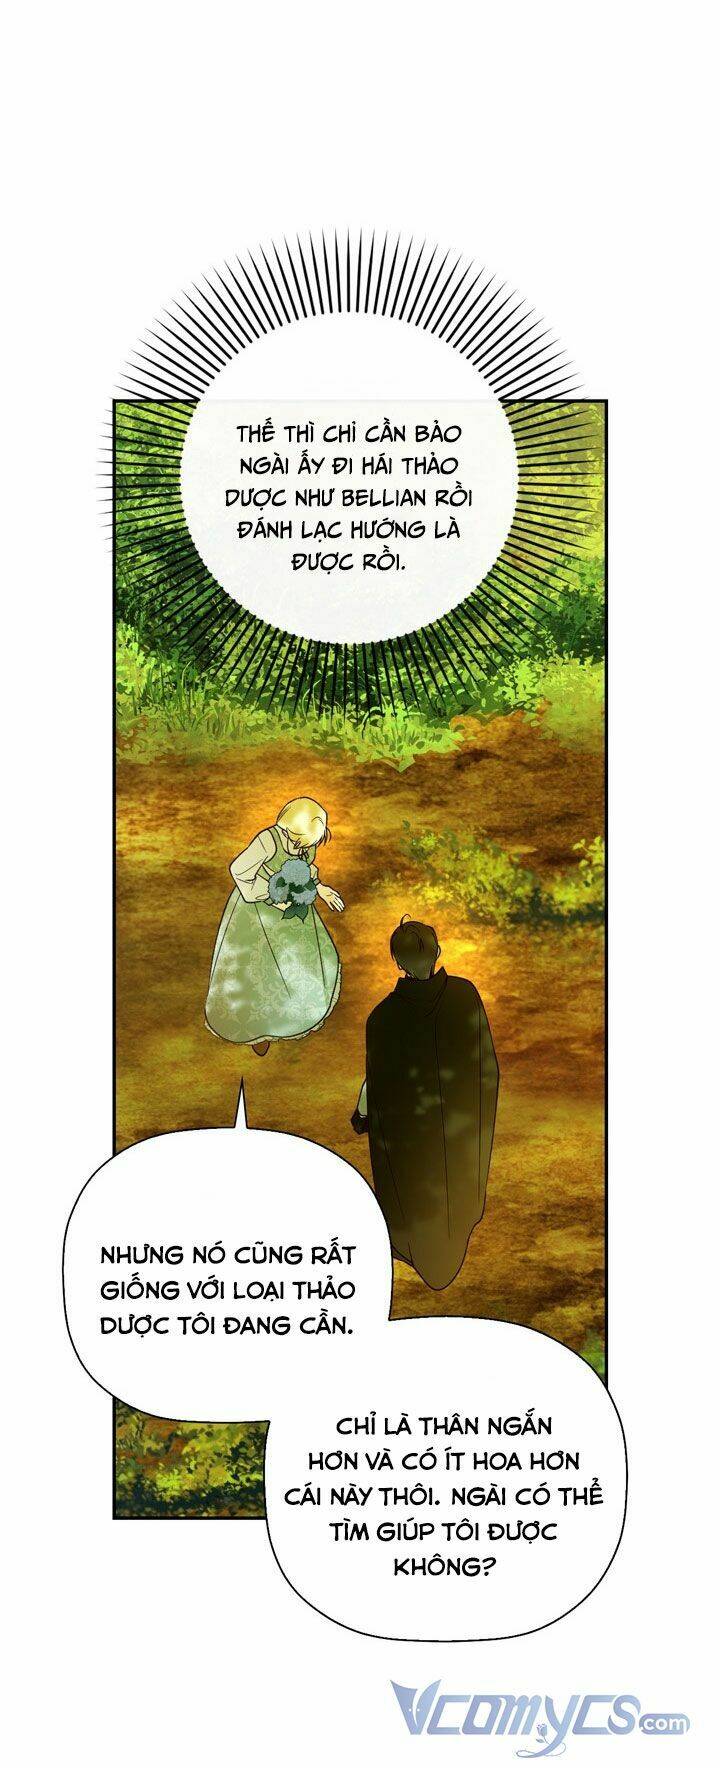 THẾ THÌ CHỈ CẦN BẢO
NGÀI ẤY ĐI HÁI THẢO
DƯỢC NHƯ BELLIAN RỒI
ĐÁNH LẠC HƯỚNG LÀ
ĐƯỢC RỒI.
NHƯNG NÓ CŨNG RẤT
GIỐNG VỚI LOẠI THẢO
DƯỢC TÔI ĐANG CẦN.
CHỈ LÀ THÂN NGẮN
HƠN VÀ CÓ ÍT HOA HƠN
CÁI NÀY THÔI. NGÀI CÓ THỂ
TÌM GIÚP TÔI ĐƯỢC
KHÔNG?
VCOMYCS.com